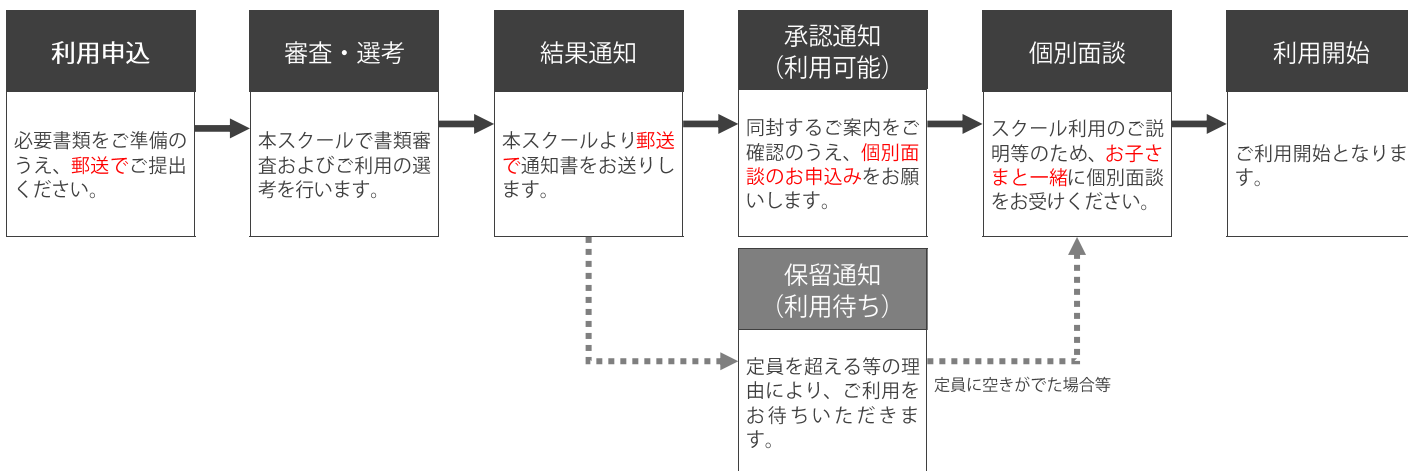 利用申込
必要書類をご準備の
うえ、郵送でご提出
ください。
審査・選考
本スクールで書類審
査およびご利用の選
考を行います。
結果通知
本スクールより郵送
で通知書をお送りし
ます。
承認通知
（利用可能）
同封するご案内をご
確認のうえ、個別面
談のお申込みをお願
いします。
保留通知
（利用待ち）
定員を超える等の理
由により、ご利用を
お待ちいただきま
す。
定員に空きがでた場合等
個別面談
スクール利用のご説
明等のため、お子さ
まと一緒に個別面談
をお受けください。
利用開始
ご利用開始となりま
す。